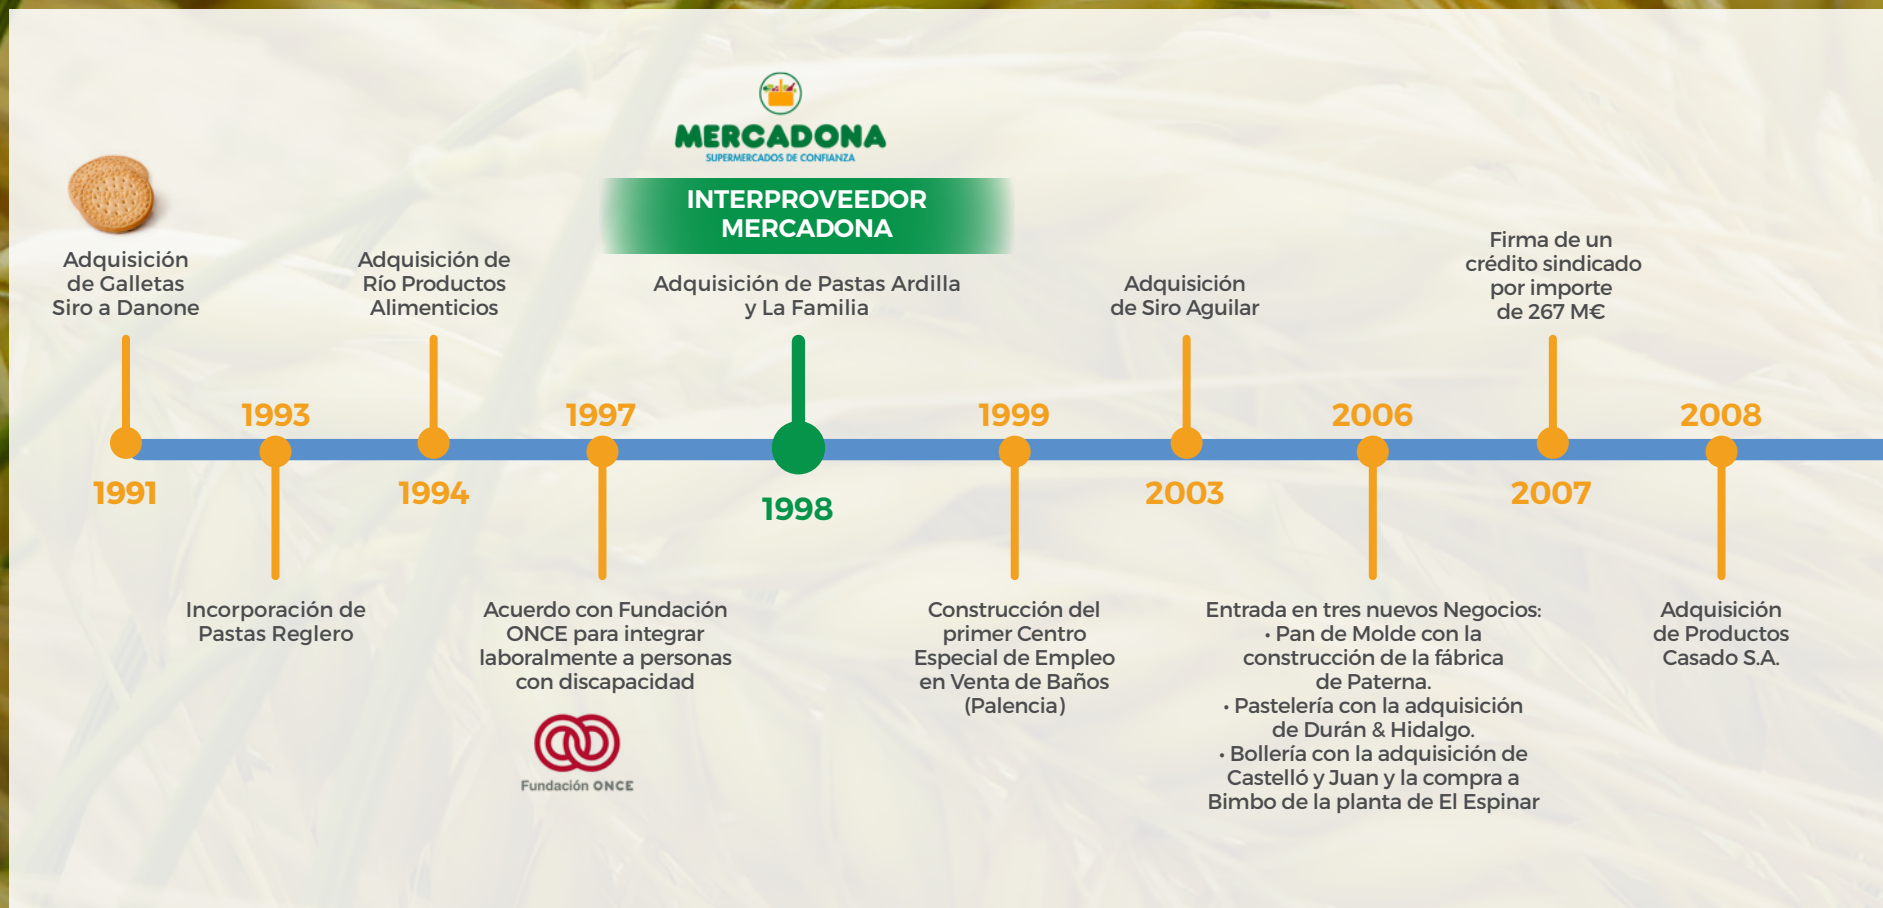 MERCADONA
SUPERMERCADOS DE CONFIANZA
INTERPROVEEDOR
MERCADONA
Adquisición
de Galletas
Siro a Danone
1991
1993
Incorporación de
Pastas Reglero
Adquisición de
Río Productos
Alimenticios
1994
1997
Acuerdo con Fundación
ONCE para integrar
laboralmente a personas
con discapacidad
Fundación ONCE
Adquisición de Pastas Ardilla
y La Familia
1998
1999
Construcción del
primer Centro
Especial de Empleo
en Venta de Baños
(Palencia)
Adquisición
de Siro Aguilar
2003
2006
Entrada en tres nuevos Negocios:
• Pan de Molde con la
construcción de la fábrica
de Paterna.
• Pastelería con la adquisición
de Durán & Hidalgo.
• Bollería con la adquisición de
Castelló y Juan y la compra a
Bimbo de la planta de El Espinar
Firma de un
crédito sindicado
por importe
de 267 M€
2007
2008
Adquisición
de Productos
Casado S.A.